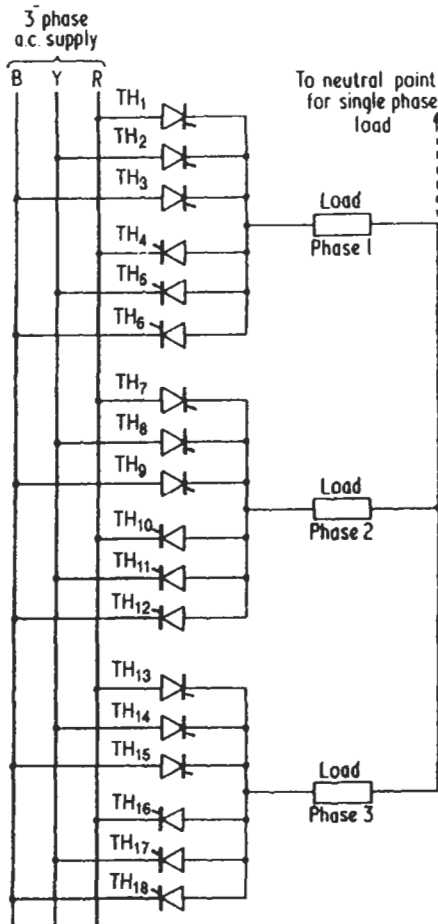 3 phase
a.c. supply
B Y R
To neutral point
for single phase
load
TH₁
TH₂
TH₃
TH₄
TH₅
TH₆
Load
Phase 1
TH₇
TH₈
TH₉
TH₁₀
TH₁₁
TH₁₂
Load
Phase 2
TH₁₃
TH₁₄
TH₁₅
TH₁₆
TH₁₇
TH₁₈
Load
Phase 3